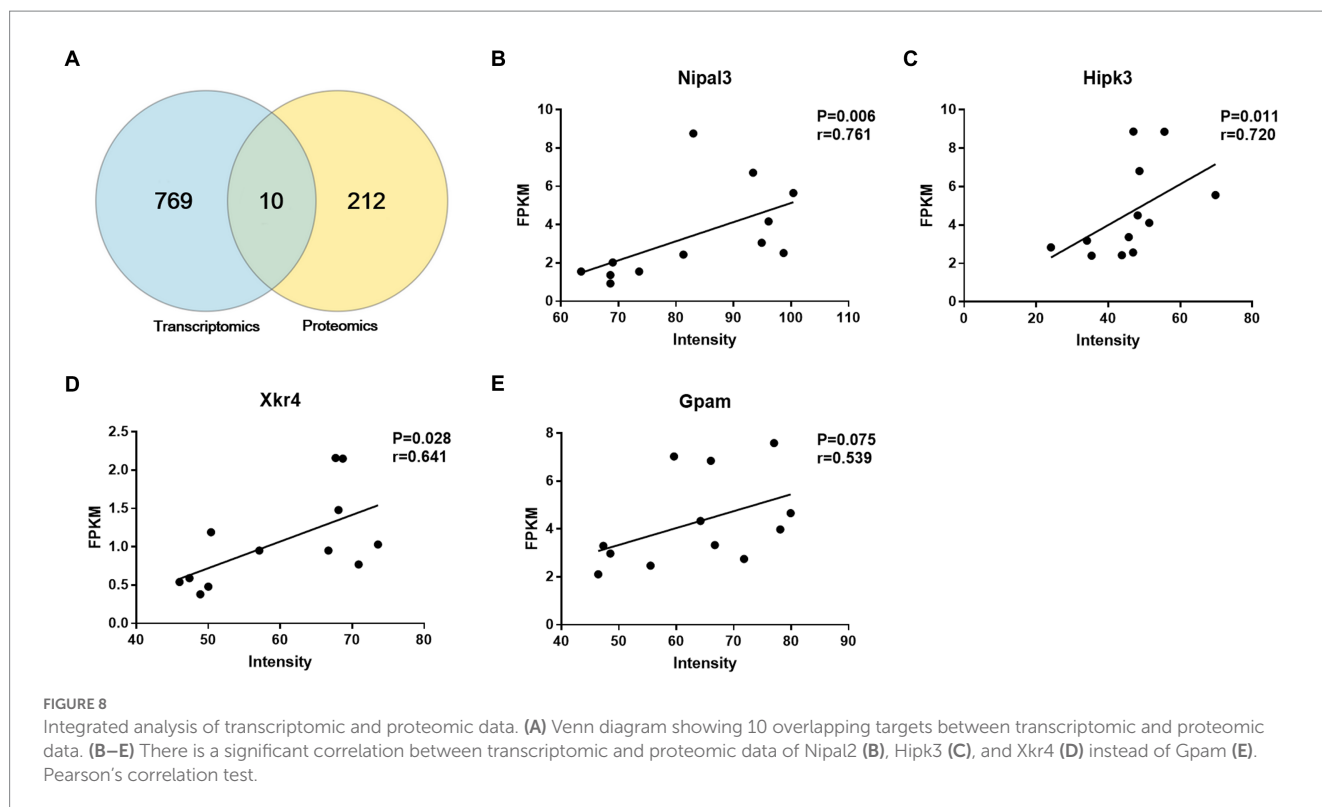 A
769
10
212
Transcriptomics
Proteomics
B
Nipal3
P=0.006
r=0.761
FPKM
10
8
6
4
2
0
60 70 80 90 100 110
Intensity
C
Hipk3
P=0.011
r=0.720
FPKM
10
8
6
4
2
0
0 20 40 60 80
Intensity
D
Xkr4
P=0.028
r=0.641
FPKM
2.5
2.0
1.5
1.0
0.5
0.0
40 50 60 70 80
Intensity
E
Gpam
P=0.075
r=0.539
FPKM
8
6
4
2
0
40 50 60 70 80 90
Intensity
FIGURE 8
Integrated analysis of transcriptomic and proteomic data. (A) Venn diagram showing 10 overlapping targets between transcriptomic and proteomic
data. (B–E) There is a significant correlation between transcriptomic and proteomic data of Nipal2 (B), Hipk3 (C), and Xkr4 (D) instead of Gpam (E).
Pearson's correlation test.